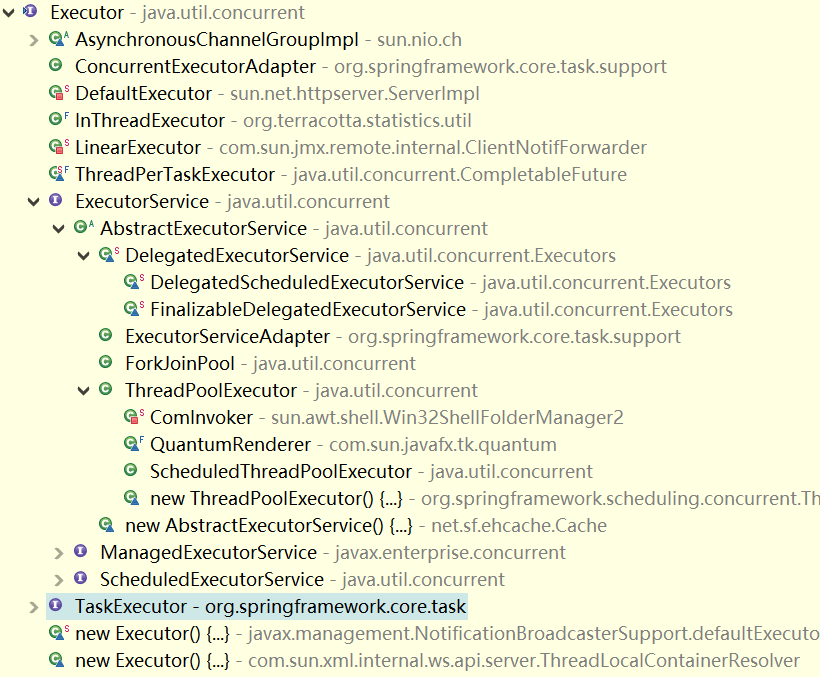 Executor - java.util.concurrent
AsynchronousChannelGroupImpl - sun.nio.ch
ConcurrentExecutorAdapter - org.springframework.core.task.support
DefaultExecutor - sun.net.httpserver.ServerImpl
InThreadExecutor - org.terracotta.statistics.util
LinearExecutor - com.sun.jmx.remote.internal.ClientNotifForwarder
ThreadPerTaskExecutor - java.util.concurrent.CompletableFuture
ExecutorService - java.util.concurrent
AbstractExecutorService - java.util.concurrent
DelegatedExecutorService - java.util.concurrent.Executors
DelegatedScheduledExecutorService - java.util.concurrent.Executors
FinalizableDelegatedExecutorService - java.util.concurrent.Executors
ExecutorServiceAdapter - org.springframework.core.task.support
ForkJoinPool - java.util.concurrent
ThreadPoolExecutor - java.util.concurrent
ComInvoker - sun.awt.shell.Win32ShellFolderManager2
QuantumRenderer - com.sun.javafx.tk.quantum
ScheduledThreadPoolExecutor - java.util.concurrent
new ThreadPoolExecutor() {...} - org.springframework.scheduling.concurrent.Th
new AbstractExecutorService() {...} - net.sf.ehcache.Cache
ManagedExecutorService - javax.enterprise.concurrent
ScheduledExecutorService - java.util.concurrent
TaskExecutor - org.springframework.core.task
new Executor() {...} - javax.management.NotificationBroadcasterSupport.defaultExecuto
new Executor() {...} - com.sun.xml.internal.ws.api.server.ThreadLocalContainerResolver